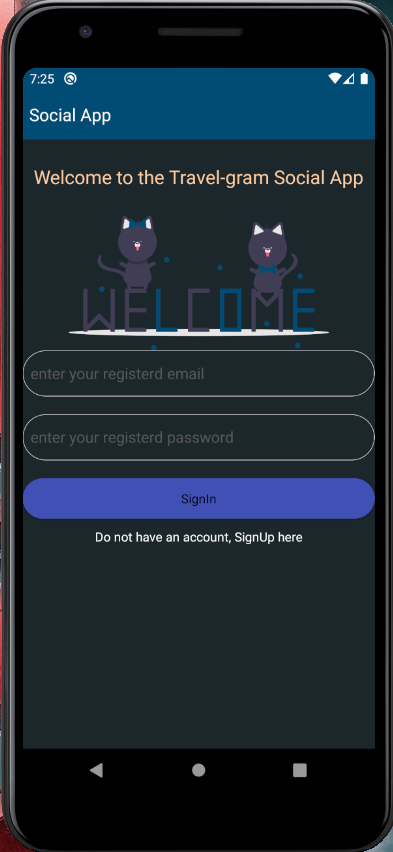 7:25
Social App
Welcome to the Travel-gram Social App
WELCOME
enter your registerd email
enter your registerd password
SignIn
Do not have an account, SignUp here